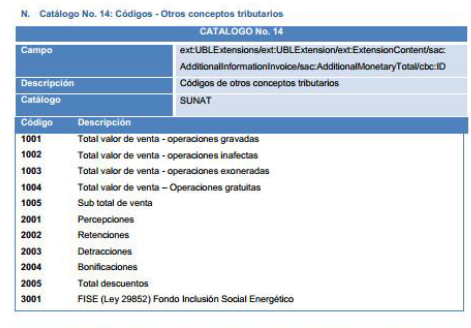 N. Catálogo No. 14: Códigos - Otros conceptos tributarios
CATALOGO No. 14
Campo ext:UBLExtensions/ext:UBLExtension/ext:ExtensionContent/sac:
AdditionalInformationInvoice/sac:AdditionalMonetaryTotal/cbc:ID
Descripción Códigos de otros conceptos tributarios
Catálogo SUNAT
Código Descripción
1001 Total valor de venta - operaciones gravadas
1002 Total valor de venta - operaciones inafectas
1003 Total valor de venta - operaciones exoneradas
1004 Total valor de venta – Operaciones gratuitas
1005 Sub total de venta
2001 Percepciones
2002 Retenciones
2003 Detracciones
2004 Bonificaciones
2005 Total descuentos
3001 FISE (Ley 29852) Fondo Inclusión Social Energético